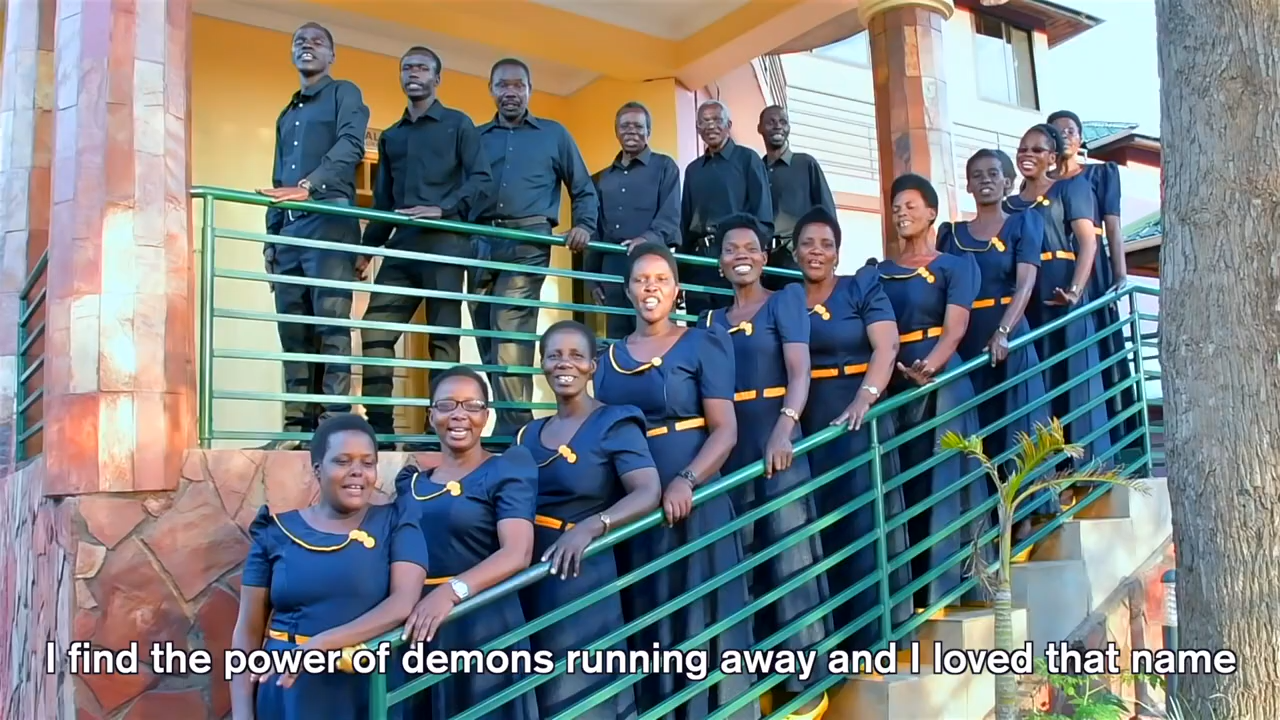 I find the power of demons running away and I loved that name